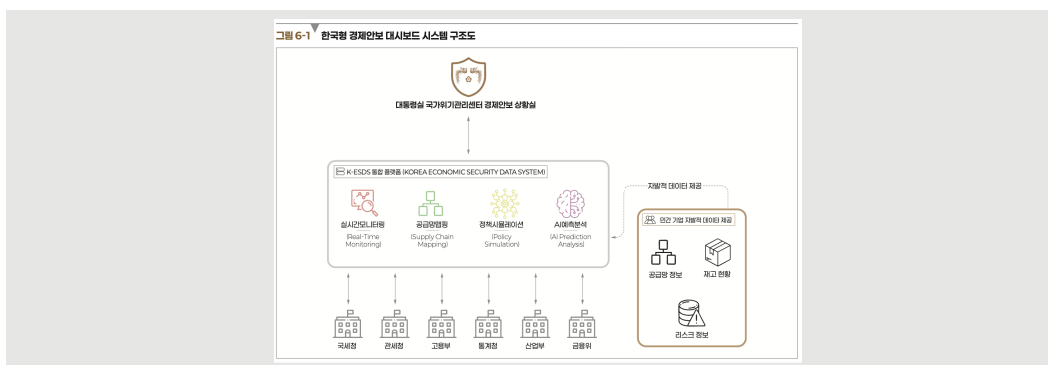 그림 6-1 한국형 경제안보 대시보드 시스템 구조도
대통령실 국가위기관리센터 경제안보 상황실
K-ESDS 통합 플랫폼 (KOREA ECONOMIC SECURITY DATA SYSTEM)
실시간모니터링
(Real-Time
Monitoring)
공급망맵핑
(Supply Chain
Mapping)
정책시뮬레이션
(Policy
Simulation)
AI예측분석
(AI Prediction
Analysis)
자발적 데이터 제공
민간 기업 자발적 데이터 제공
공급망 정보
재고 현황
리스크 정보
국세청
관세청
고용부
통계청
산업부
금융위